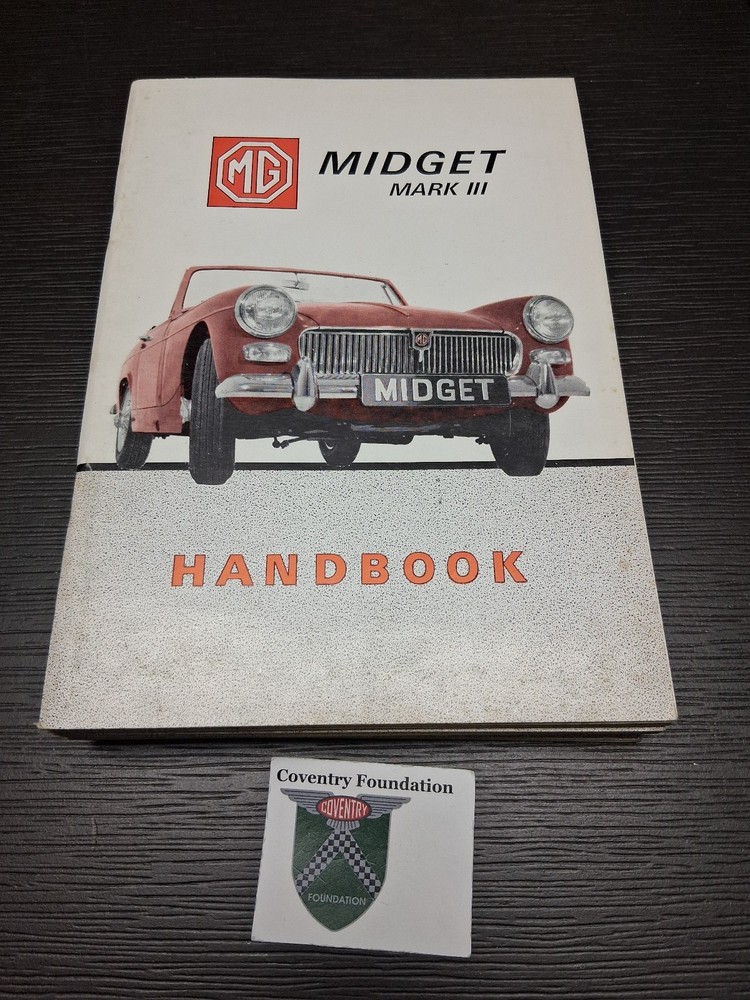 MG
MIDGET
MARK III
MG
MIDGET
HANDBOOK
Coventry Foundation
COVENTRY
FOUNDATION